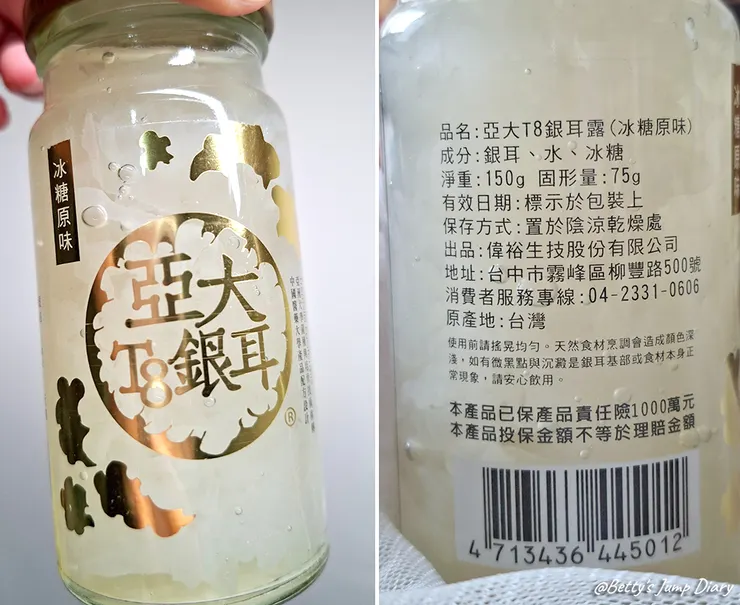 冰糖原味
亞大
T8銀耳
®
品名:亞大T8銀耳露(冰糖原味)
成分:銀耳、水、冰糖
淨重:150g 固形量:75g
有效日期:標示於包裝上
保存方式:置於陰涼乾燥處
出品:偉裕生技股份有限公司
地址:台中市霧峰區柳豐路500號
消費者服務專線:04-2331-0606
原產地:台灣
使用前請搖晃均勻。天然食材烹調會造成顏色深
淺,如有微黑點與沉澱是銀耳基部或食材本身正
常現象,請安心飲用。
本產品已保產品責任險1000萬元
本產品投保金額不等於理賠金額
4 713436 445012
冰糖原味
@Betty's Jump Diary